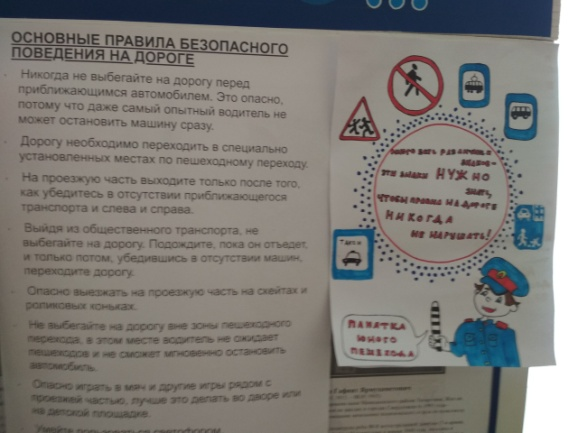 ОСНОВНЫЕ ПРАВИЛА БЕЗОПАСНОГО
ПОВЕДЕНИЯ НА ДОРОГЕ
Никогда не выбегайте на дорогу перед
приближающимся автомобилем. Это опасно,
потому что даже самый опытный водитель не
может остановить машину сразу.
Дорогу необходимо переходить в специально
установленных местах по пешеходному переходу.
На проезжую часть выходите только после того,
как убедитесь в отсутствии приближающегося
транспорта и слева и справа.
Выйдя из общественного транспорта, не
выбегайте на дорогу. Подождите, пока он отъедет,
и только потом, убедившись в отсутствии машин,
переходите дорогу.
Опасно выезжать на проезжую часть на скейтах и
роликовых коньках.
Не выбегайте на дорогу вне зоны пешеходного
перехода, в этом месте водитель не ожидает
пешеходов и не сможет мгновенно остановить
автомобиль.
Опасно играть в мяч и другие игры рядом с
проезжей частью, лучше это делать во дворе или
на детской площадке.
эти знаки НУЖНО
знать,
чтобы правила на дороге
НИКОГДА
не нарушать!
ПАМЯТКА
ЮНОГО
ПЕШЕХОДА